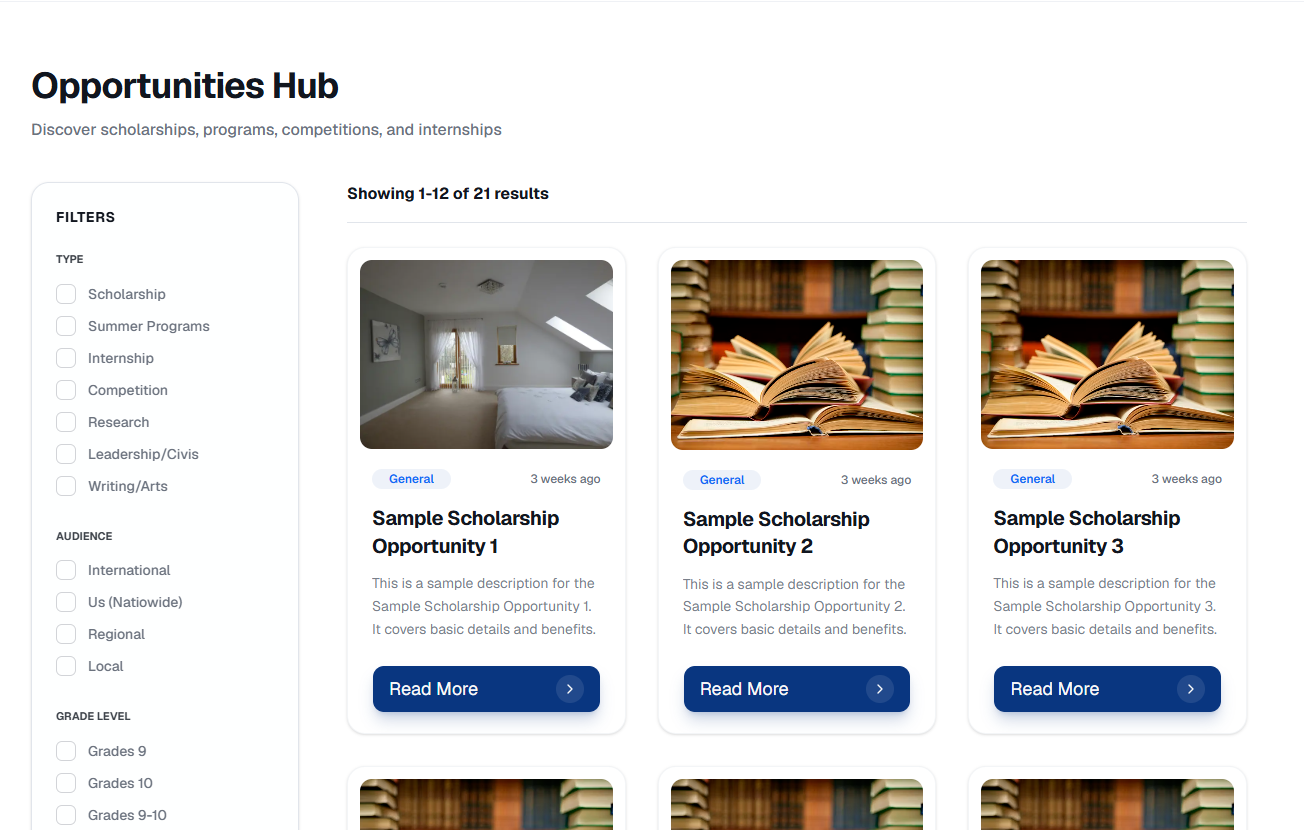 Opportunities Hub
Discover scholarships, programs, competitions, and internships
FILTERS
TYPE
Scholarship
Summer Programs
Internship
Competition
Research
Leadership/Civis
Writing/Arts
AUDIENCE
International
Us (Natiowide)
Regional
Local
GRADE LEVEL
Grades 9
Grades 10
Grades 9-10
Showing 1-12 of 21 results
General
3 weeks ago
Sample Scholarship
Opportunity 1
This is a sample description for the
Sample Scholarship Opportunity 1.
It covers basic details and benefits.
Read More
General
3 weeks ago
Sample Scholarship
Opportunity 2
This is a sample description for the
Sample Scholarship Opportunity 2.
It covers basic details and benefits.
Read More
General
3 weeks ago
Sample Scholarship
Opportunity 3
This is a sample description for the
Sample Scholarship Opportunity 3.
It covers basic details and benefits.
Read More